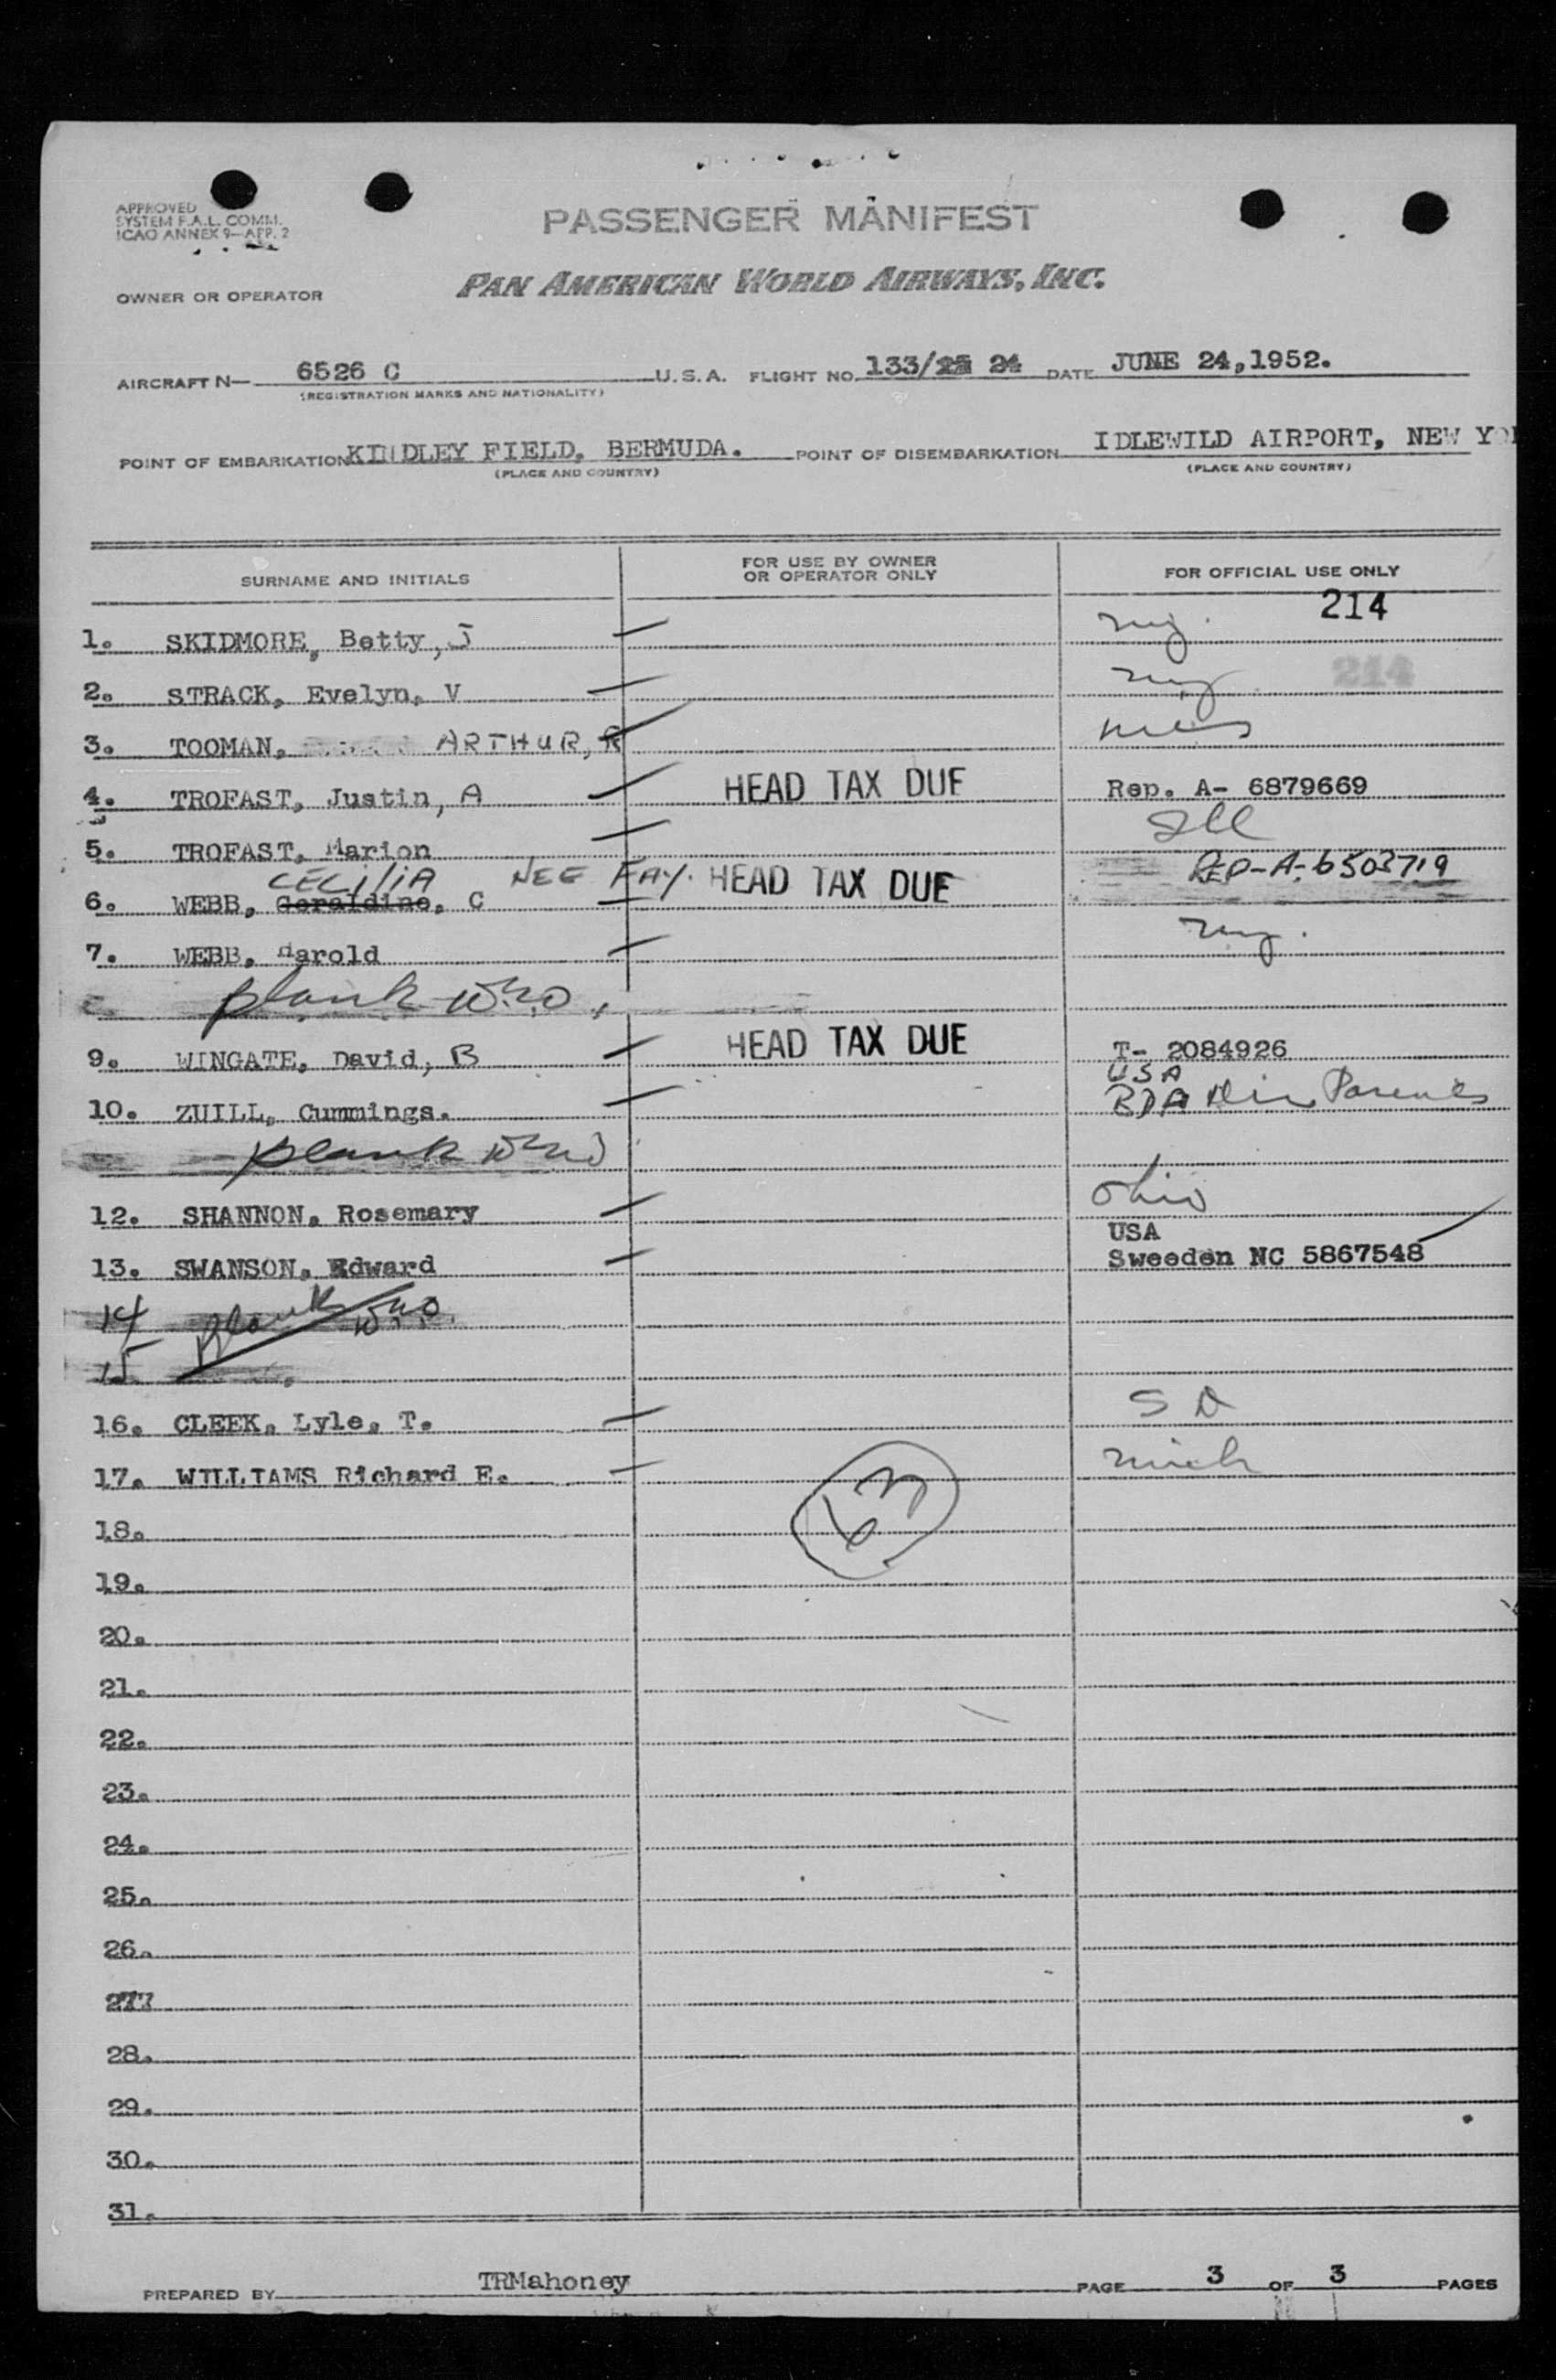 APPROVED
SYSTEM F.A.L. COMM.
ICAO ANNEX 9—APP. 2
PASSENGER MANIFEST
OWNER OR OPERATOR PAN AMERICAN WORLD AIRWAYS, INC.
AIRCRAFT N— 6526 C U.S.A. FLIGHT NO. 133/ 24 DATE JUNE 24,1952.
(REGISTRATION MARKS AND NATIONALITY)
POINT OF EMBARKATION KINDLEY FIELD, BERMUDA. POINT OF DISEMBARKATION IDLEWILD AIRPORT, NEW YO
(PLACE AND COUNTRY) (PLACE AND COUNTRY)
SURNAME AND INITIALS FOR USE BY OWNER OR OPERATOR ONLY FOR OFFICIAL USE ONLY
214
1. SKIDMORE, Betty, J
214
2. STRACK, Evelyn, V
3. TOOMAN, ARTHUR, R
4. TROFAST, Justin, A HEAD TAX DUE Rep. A- 6879669
5. TROFAST, Marion Ill
CECILIA NEE FAY. REP-A-6503719
6. WEBB, Geraldine, C HEAD TAX DUE
7. WEBB, Harold
blank
9. WINGATE, David, B HEAD TAX DUE T- 2084926
USA
10. ZUILL, Cummings. BDA Parents
blank
12. SHANNON, Rosemary Ohio
USA
13. SWANSON, Edward Sweeden NC 5867548
14 blank
15
16. CLEEK, Lyle, T. S D
17. WILLIAMS Richard E. Mich
63
18.
19.
20.
21.
22.
23.
24.
25.
26.
277
28.
29.
30.
31.
PREPARED BY TRMahoney PAGE 3 OF 3 PAGES